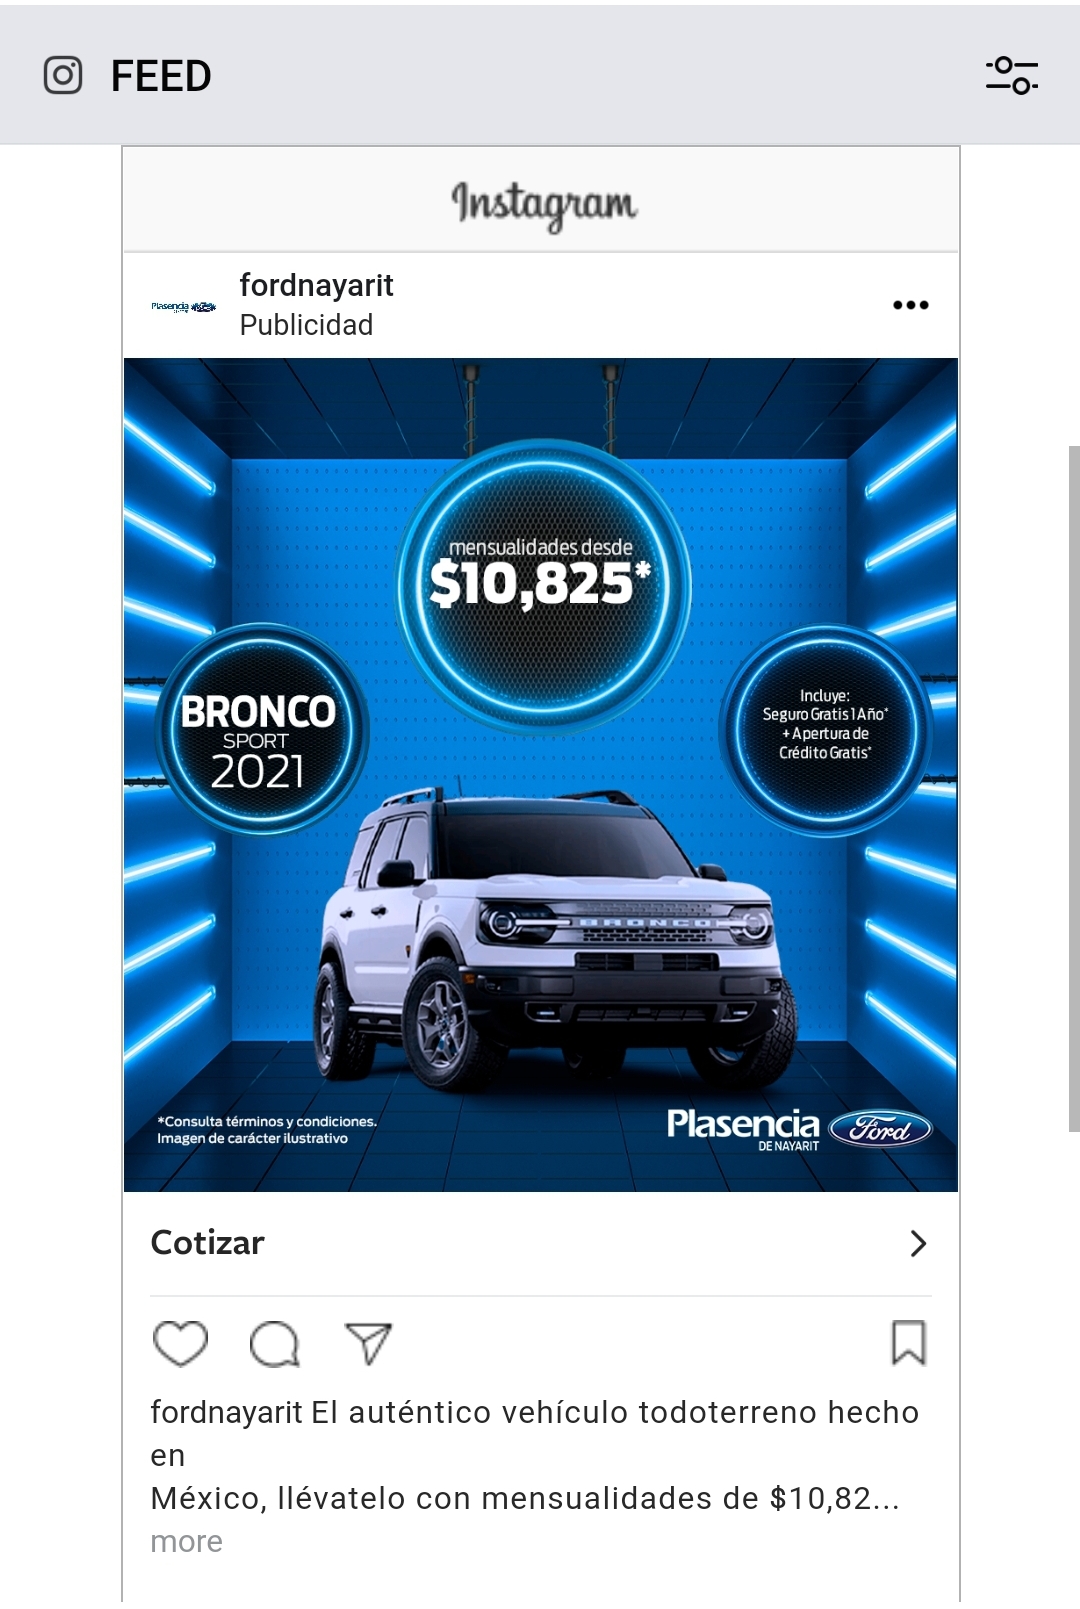 FEED
Instagram
fordnayarit
Publicidad
Plasencia
mensualidades desde
$10,825*
BRONCO
SPORT
2021
Incluye:
Seguro Gratis 1 Año*
+ Apertura de
Crédito Gratis*
BRONCO
*Consulta términos y condiciones.
Imagen de carácter ilustrativo
Plasencia
DE NAYARIT
Ford
Cotizar
fordnayarit El auténtico vehículo todoterreno hecho
en
México, llévatelo con mensualidades de $10,82...
more